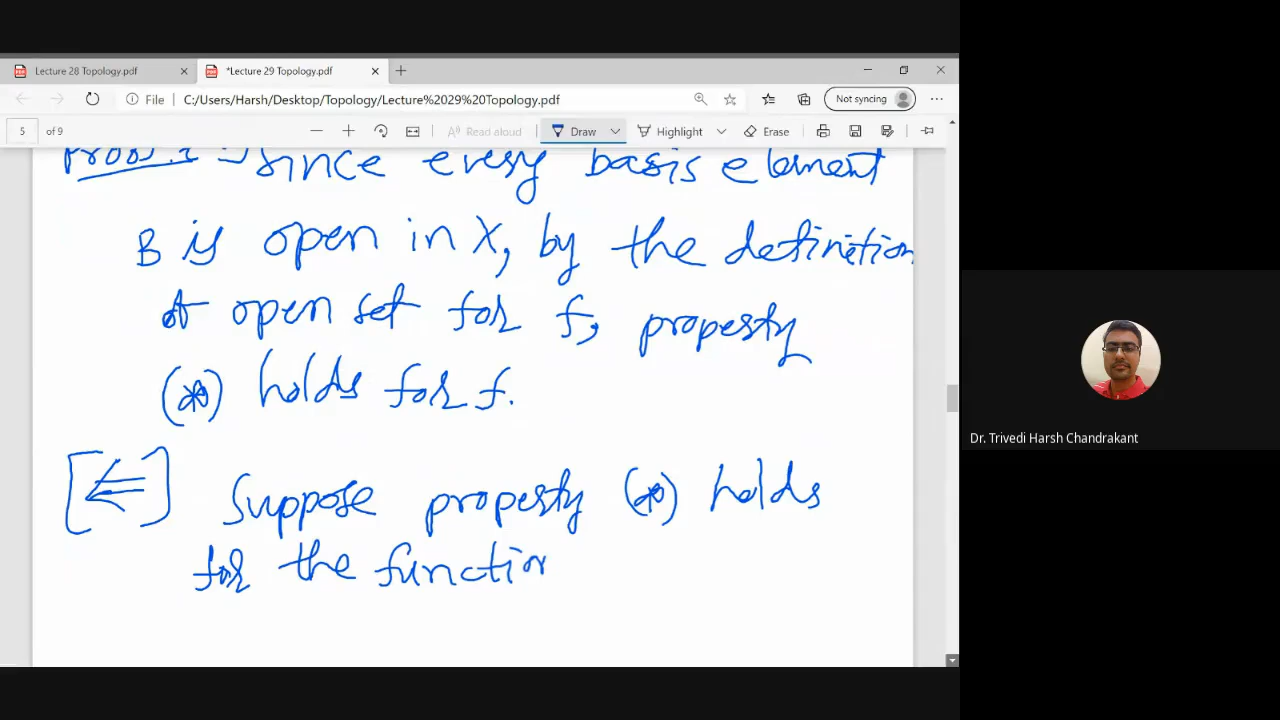 Lecture 28 Topology.pdf
*Lecture 29 Topology.pdf
File C:/Users/Harsh/Desktop/Topology/Lecture%2029%20Topology.pdf
Not syncing
5 of 9
Read aloud
Draw
Highlight
Erase
since every basis element
B is open in X, by the definition
of open set for f, property
(*) holds for f.
[⇐] Suppose property (*) holds
for the function
Dr. Trivedi Harsh Chandrakant